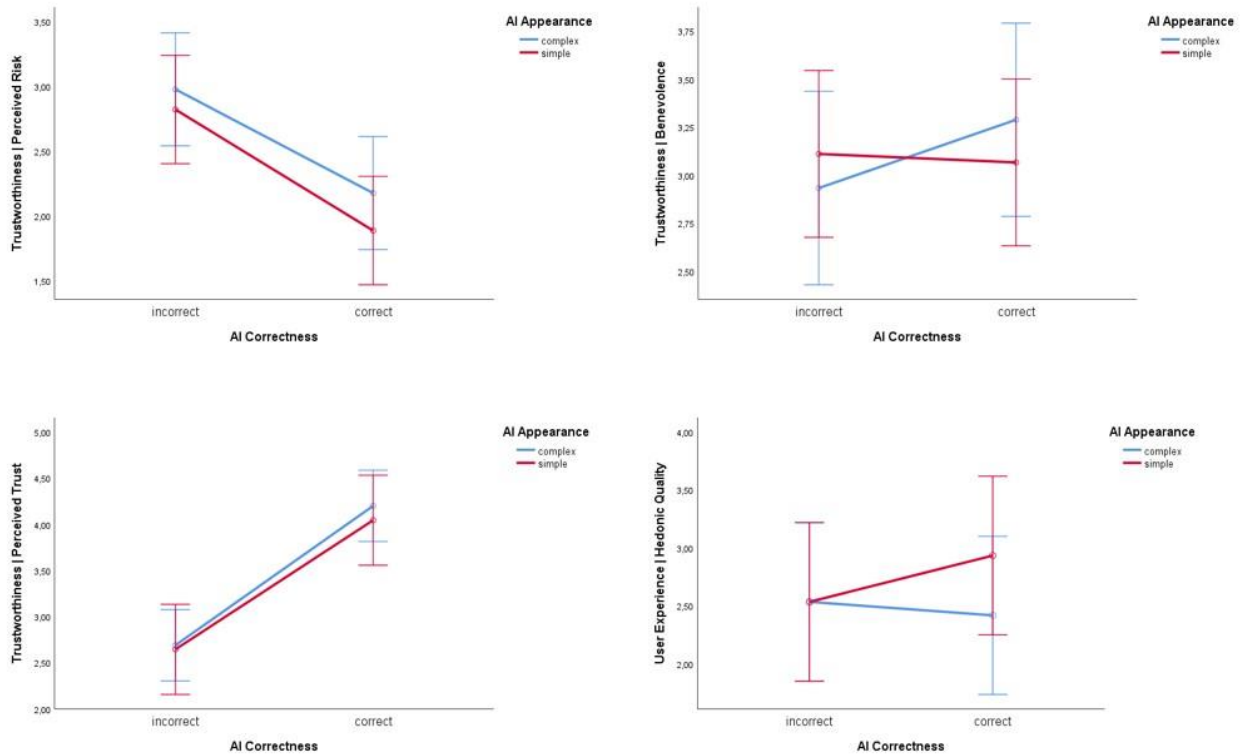 Trustworthiness | Perceived Risk
3,50
3,00
2,50
2,00
1,50
incorrect
correct
AI Correctness
AI Appearance
complex
simple
Trustworthiness | Benevolence
3,75
3,50
3,25
3,00
2,75
2,50
incorrect
correct
AI Correctness
AI Appearance
complex
simple
Trustworthiness | Perceived Trust
5,00
4,50
4,00
3,50
3,00
2,50
2,00
incorrect
correct
AI Correctness
AI Appearance
complex
simple
User Experience | Hedonic Quality
4,00
3,50
3,00
2,50
2,00
incorrect
correct
AI Correctness
AI Appearance
complex
simple